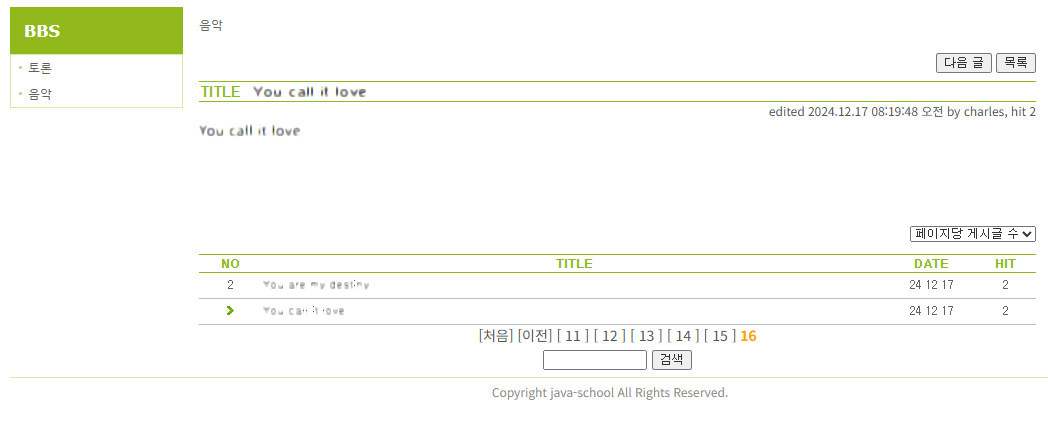 BBS
토론
음악
음악
다음 글 목록
TITLE You call it love
edited 2024.12.17 08:19:48 오전 by charles, hit 2
You call it love
페이지당 게시글 수
NO TITLE DATE HIT
2 You are my destiny 24 12 17 2
You call it love 24 12 17 2
[처음] [이전] [ 11 ] [ 12 ] [ 13 ] [ 14 ] [ 15 ] 16
검색
Copyright java-school All Rights Reserved.